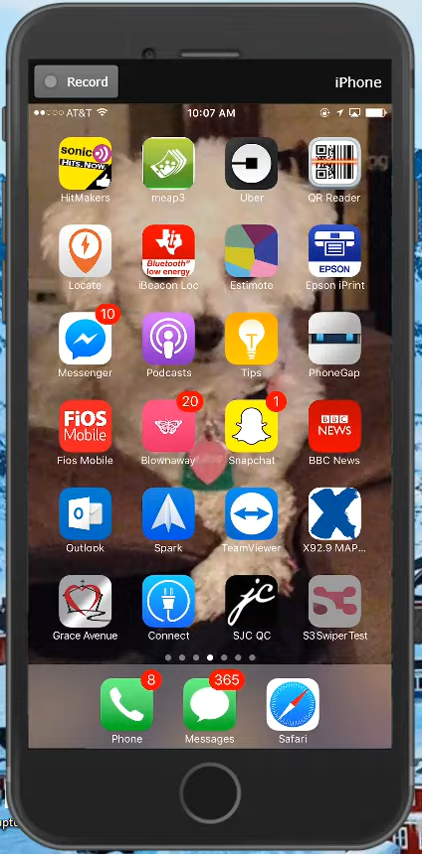 Record
iPhone
AT&T
10:07 AM
sonic
HITS. NOW
HitMakers
meap3
Uber
QR Reader
Locate
Bluetooth®
low energy
iBeacon Loc
Estimote
EPSON
Epson iPrint
10
Messenger
Podcasts
Tips
PhoneGap
FiOS
Mobile
Fios Mobile
20
Blownaway
1
Snapchat
BBC
NEWS
BBC News
Outlook
Spark
TeamViewer
X92.9 MAP...
Grace Avenue
Connect
jc
SJC QC
S3SwiperTest
8
Phone
365
Messages
Safari